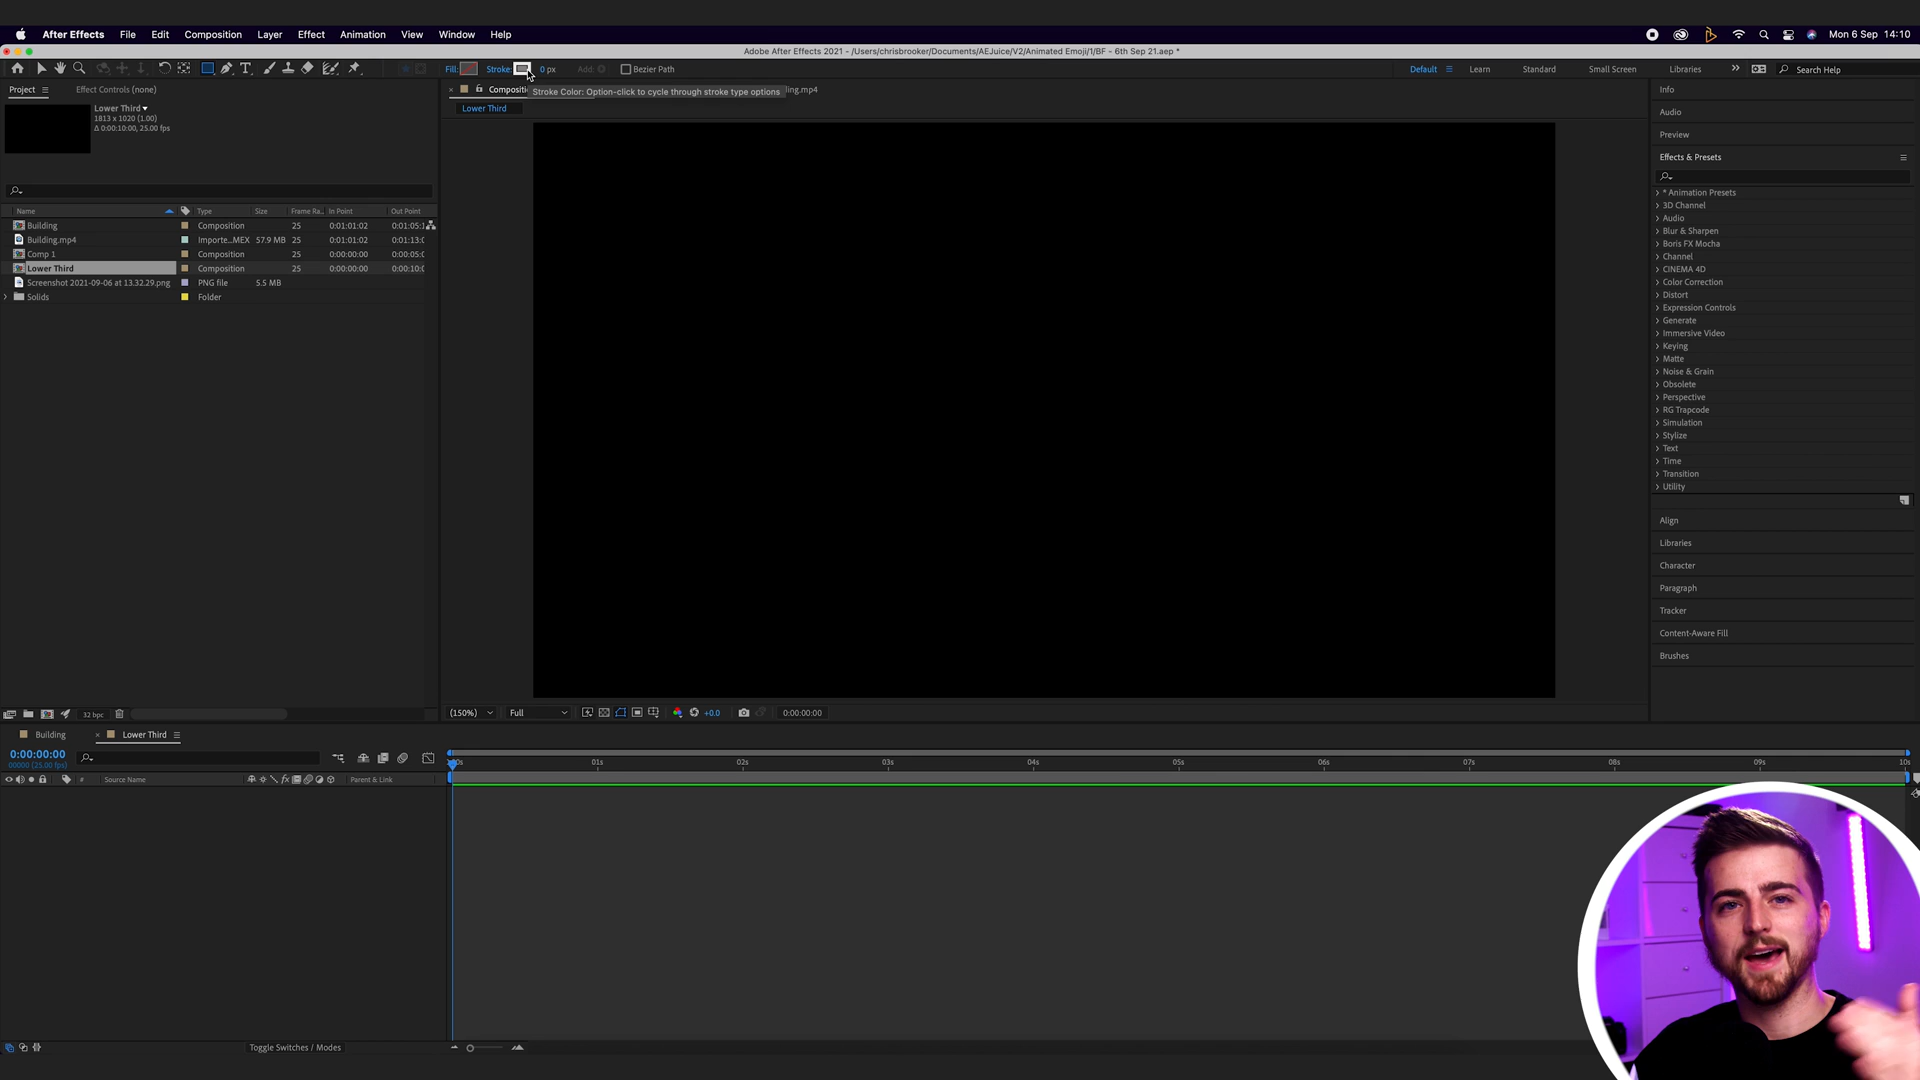 After Effects File Edit Composition Layer Effect Animation View Window Help Mon 6 Sep 14:10
Adobe After Effects 2021 - /Users/chrisbrooker/Documents/AEJuice/V2/Animated Emoji/1/BF - 6th Sep 21.aep *
Fill: Stroke: 0 px Add: Bezier Path Default Learn Standard Small Screen Libraries Search Help
Project Effect Controls (none)
Stroke Color: Option-click to cycle through stroke type options
Lower Third
1813 x 1020 (1.00)
Δ 0:00:10:00, 25.00 fps
Lower Third
Name Type Size Frame Ra.. In Point Out Point
Building Composition 25 0:01:01:02
Building.mp4 Importe...MEX 57.9 MB 25 0:01:01:02
Comp 1 Composition 25 0:00:00:00
Lower Third Composition 25 0:00:00:00
Screenshot 2021-09-06 at 13.32.29.png PNG file 5.5 MB
Solids Folder
Info
Audio
Preview
Effects & Presets
* Animation Presets
3D Channel
Audio
Blur & Sharpen
Boris FX Mocha
Channel
CINEMA 4D
Color Correction
Distort
Expression Controls
Generate
Immersive Video
Keying
Matte
Noise & Grain
Obsolete
Perspective
RG Trapcode
Simulation
Stylize
Text
Time
Transition
Utility
Align
Libraries
Character
Paragraph
Tracker
Content-Aware Fill
Brushes
32 bpc (150%) Full +0.0 0:00:00:00
Building Lower Third
0:00:00:00
00000 (25.00 fps)
01s 02s 03s 04s 05s 06s 07s 08s 09s 10s
# Source Name Parent & Link
Toggle Switches / Modes